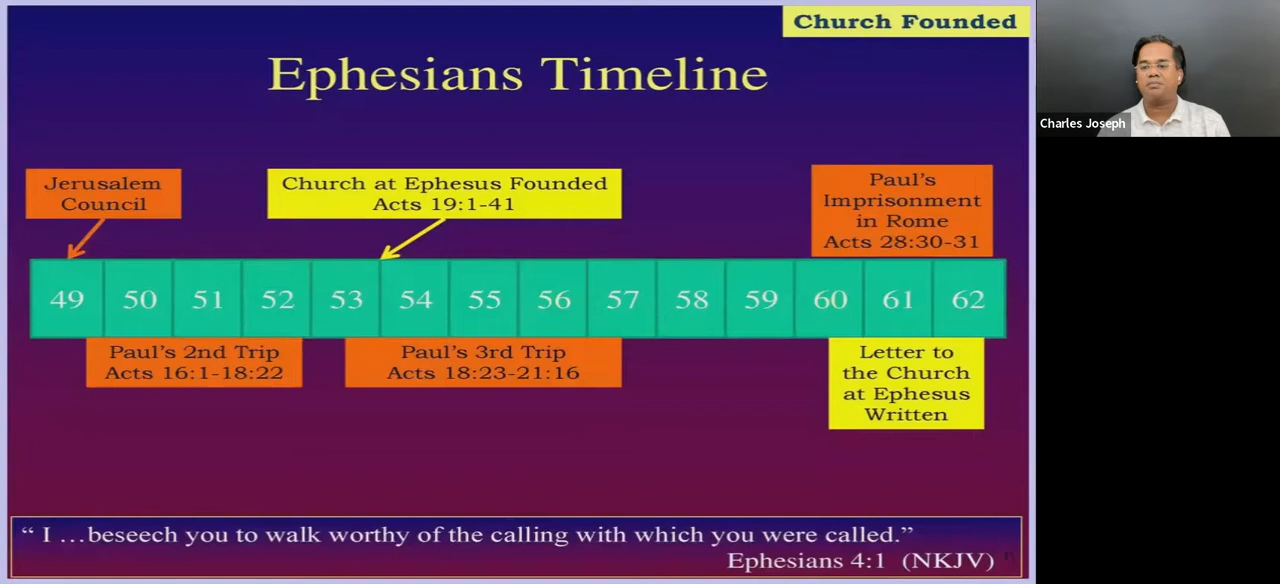 Church Founded
Ephesians Timeline
Charles Joseph
Jerusalem
Council
Church at Ephesus Founded
Acts 19:1-41
Paul's
Imprisonment
in Rome
Acts 28:30-31
49 50 51 52 53 54 55 56 57 58 59 60 61 62
Paul's 2nd Trip
Acts 16:1-18:22
Paul's 3rd Trip
Acts 18:23-21:16
Letter to
the Church
at Ephesus
Written
“ I …beseech you to walk worthy of the calling with which you were called.”
Ephesians 4:1 (NKJV)